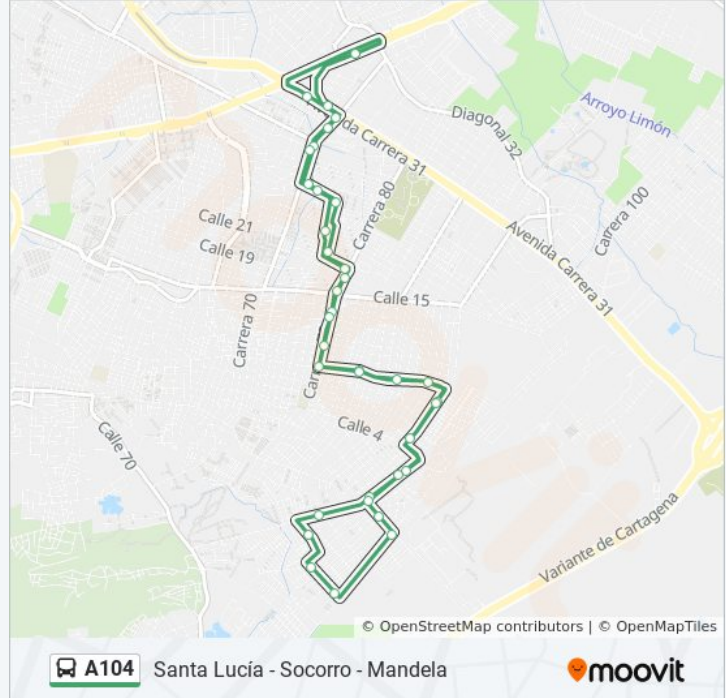 Arroyo Limón
Diagonal 32
Avenida Carrera 31
Carrera 80
Carrera 100
Calle 21
Avenida Carrera 31
Calle 19
Calle 15
Carrera 70
Calle 4
Calle 70
Variante de Cartagena
© OpenStreetMap contributors | © OpenMapTiles
A104 Santa Lucía - Socorro - Mandela
moovit